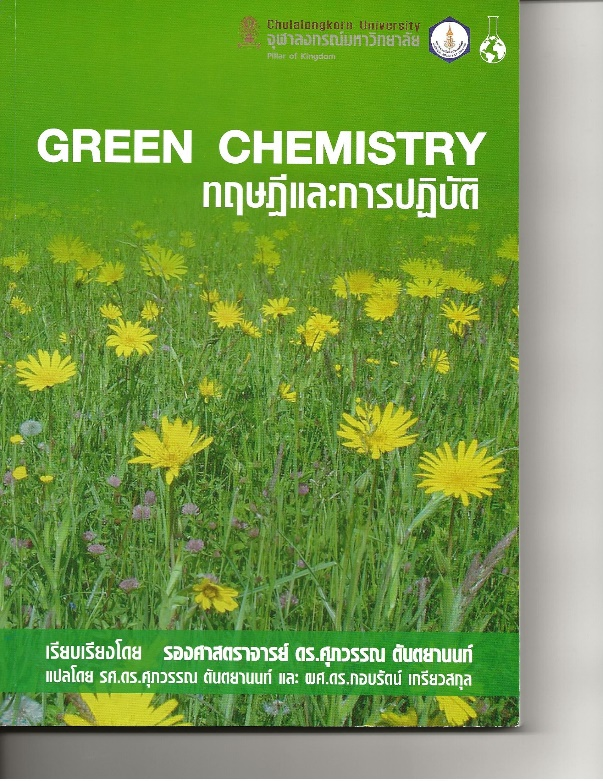 Chulalongkorn University
จุฬาลงกรณ์มหาวิทยาลัย
Pillar of Kingdom
GREEN CHEMISTRY
ทฤษฎีและการปฏิบัติ
เรียบเรียงโดย รองศาสตราจารย์ ดร.ศุภวรรณ ตันตยานนท์
แปลโดย รศ.ดร.ศุภวรรณ ตันตยานนท์ และ ผศ.ดร.กอบรัตน์ เกรียวสกุล